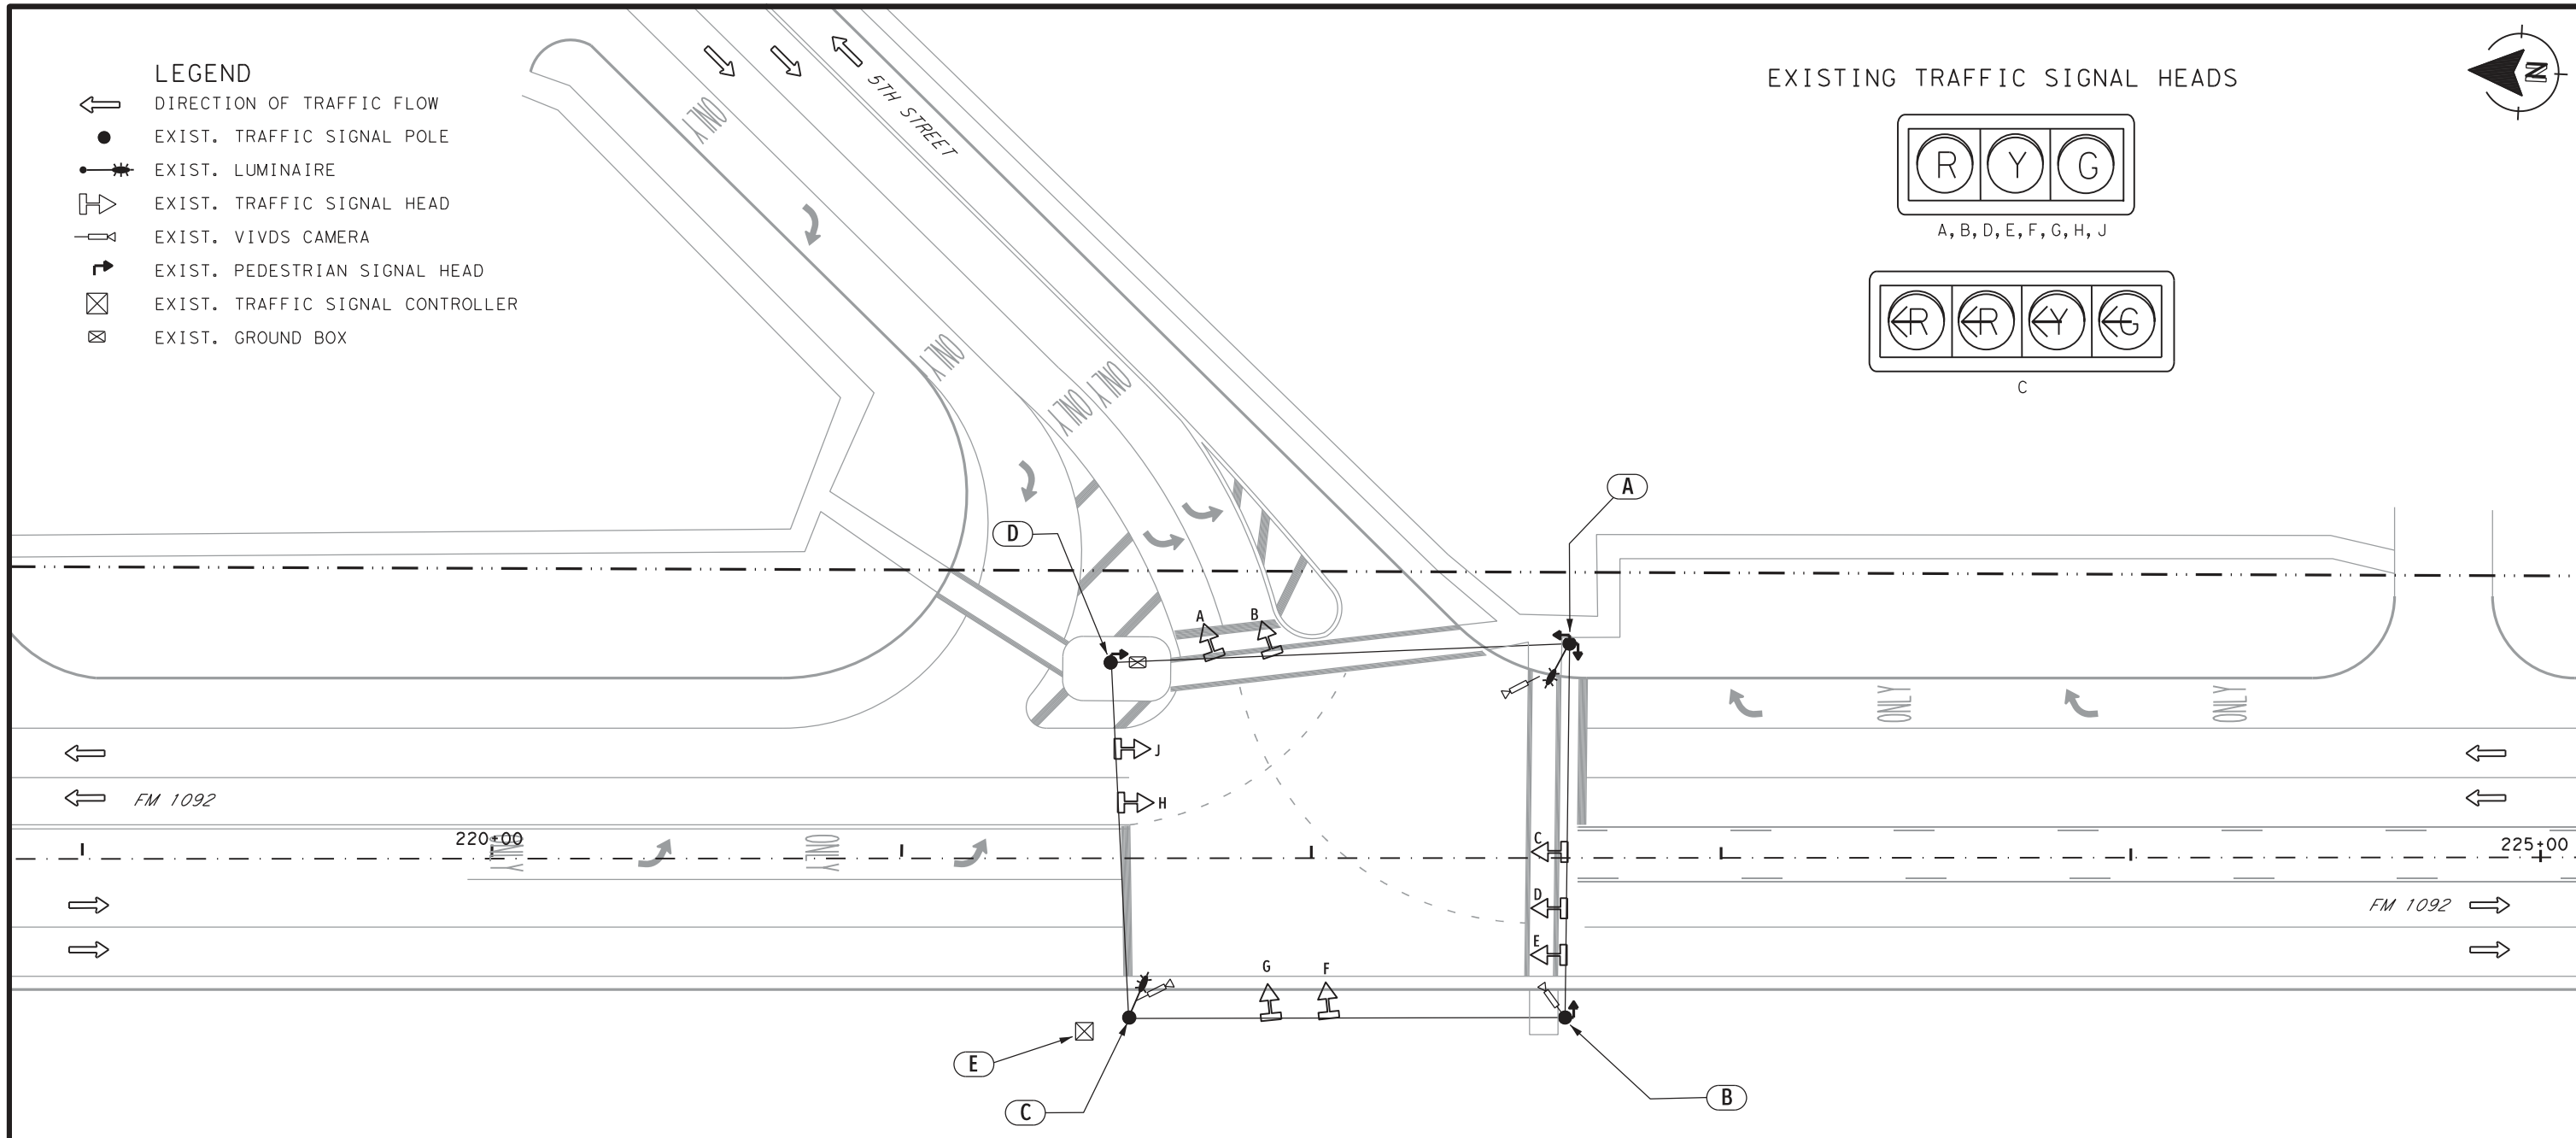 LEGEND
DIRECTION OF TRAFFIC FLOW
EXIST. TRAFFIC SIGNAL POLE
EXIST. LUMINAIRE
EXIST. TRAFFIC SIGNAL HEAD
EXIST. VIVDS CAMERA
EXIST. PEDESTRIAN SIGNAL HEAD
EXIST. TRAFFIC SIGNAL CONTROLLER
EXIST. GROUND BOX
5TH STREET
ONLY
ONLY
ONLY
ONLY
EXISTING TRAFFIC SIGNAL HEADS
N
R Y G
A,B,D,E,F,G,H,J
R R Y G
C
A
D
A
B
J
H
ONLY
ONLY
FM 1092
220+00
ONLY
ONLY
C
D
E
225+00
FM 1092
G
F
E
C
B